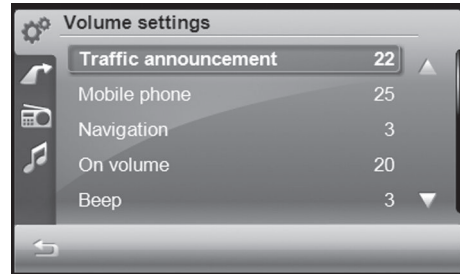 Volume settings
Traffic announcement 22
Mobile phone 25
Navigation 3
On volume 20
Beep 3